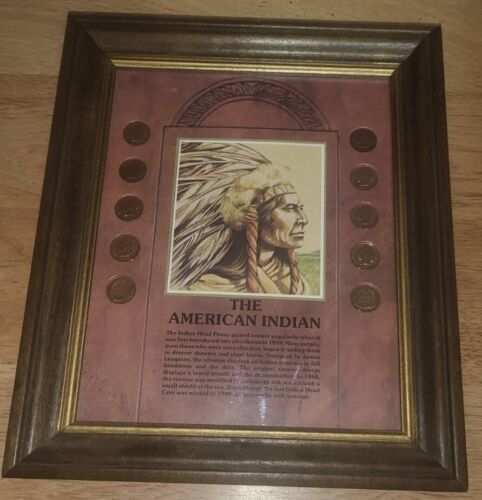 THE
AMERICAN INDIAN
The Indian Head Penny gained instant popularity when it
was first introduced into circulation in 1859. Many people,
even those who were not collectors, began
to dresser drawers and cigar boxes. Designed by James
Longacre, the obverse displays an Indian in full
headdress and the date. The original reverse design
displays a laurel wreath and the denomination. In 1860,
the reverse was modified to include an oak wreath with a
small shield at the top. Even though the last Indian Head
Cent was minted in 1909, its popularity still remains.